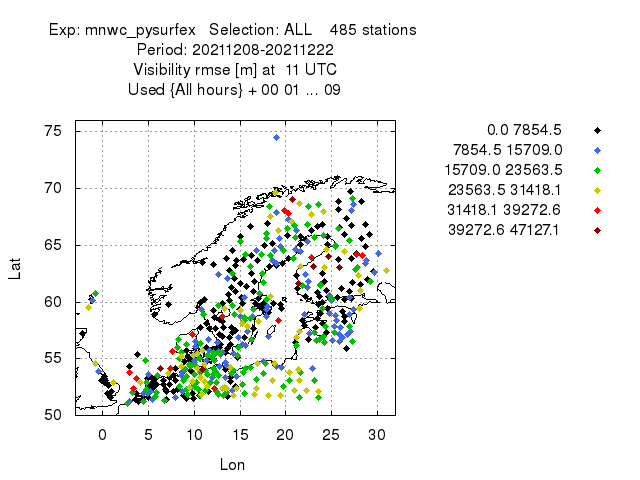 Exp: mnwc_pysurfex   Selection: ALL    485 stations
Period: 20211208-20211222
Visibility rmse [m] at  11 UTC
Used {All hours} + 00 01 ... 09
0.0 7854.5
7854.5 15709.0
15709.0 23563.5
23563.5 31418.1
31418.1 39272.6
39272.6 47127.1
75
70
65
60
55
50
Lat
0 5 10 15 20 25 30
Lon